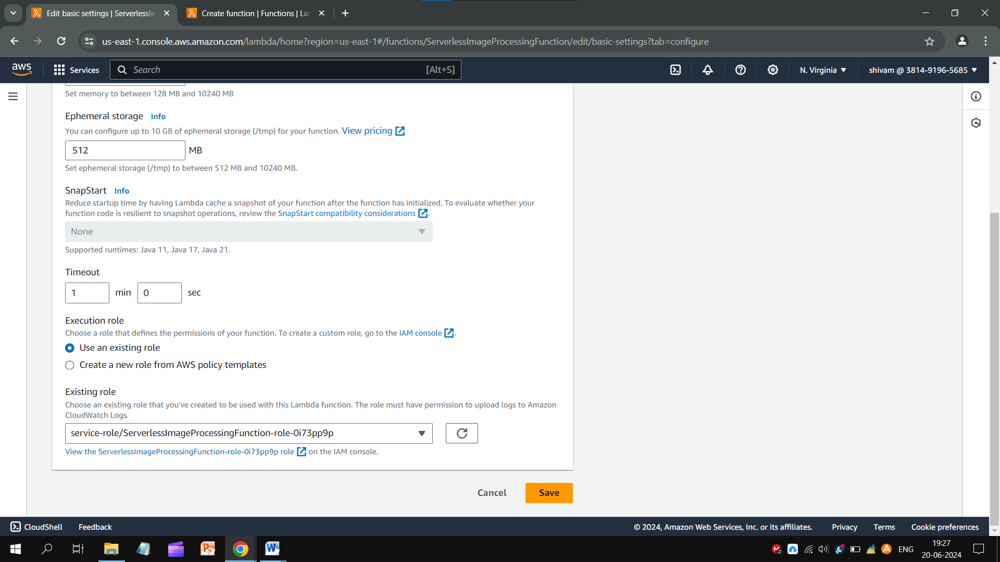 Edit basic settings | ServerlessIm
Create function | Functions | Lar
us-east-1.console.aws.amazon.com/lambda/home?region=us-east-1#/functions/ServerlessImageProcessingFunction/edit/basic-settings?tab=configure
aws
Services
Search
[Alt+S]
N. Virginia
shivam @ 3814-9196-5685
Set memory to between 128 MB and 10240 MB
Ephemeral storage Info
You can configure up to 10 GB of ephemeral storage (/tmp) for your function. View pricing
512 MB
Set ephemeral storage (/tmp) to between 512 MB and 10240 MB.
SnapStart Info
Reduce startup time by having Lambda cache a snapshot of your function after the function has initialized. To evaluate whether your
function code is resilient to snapshot operations, review the SnapStart compatibility considerations.
None
Supported runtimes: Java 11, Java 17, Java 21.
Timeout
1 min 0 sec
Execution role
Choose a role that defines the permissions of your function. To create a custom role, go to the IAM console.
Use an existing role
Create a new role from AWS policy templates
Existing role
Choose an existing role that you've created to be used with this Lambda function. The role must have permission to upload logs to Amazon
CloudWatch Logs.
service-role/ServerlessImageProcessingFunction-role-0i73pp9p
View the ServerlessImageProcessingFunction-role-0i73pp9p role on the IAM console.
Cancel
Save
CloudShell
Feedback
© 2024, Amazon Web Services, Inc. or its affiliates.
Privacy
Terms
Cookie preferences
ENG
19:27
20-06-2024